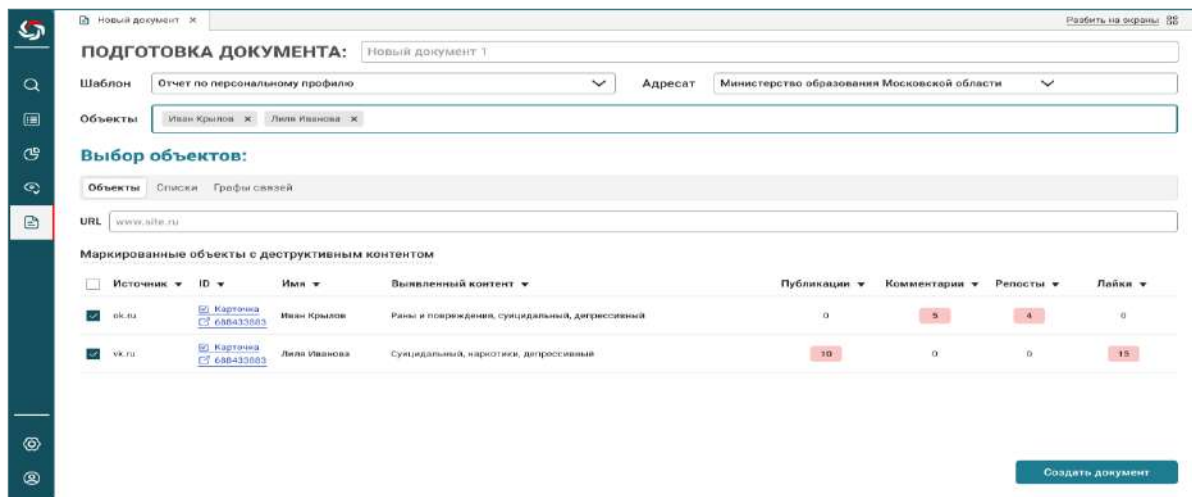 Новый документ ×
Разбить на экраны
ПОДГОТОВКА ДОКУМЕНТА: Новый документ 1
Шаблон Отчет по персональному профилю Адресат Министерство образования Московской области
Объекты Иван Крылов × Лиля Иванова ×
Выбор объектов:
Объекты Списки Графы связей
URL www.site.ru
Маркированные объекты с деструктивным контентом
Источник ID Имя Выявленный контент Публикации Комментарии Репосты Лайки
ok.ru Карточка 688433883 Иван Крылов Раны и повреждения, суицидальный, депрессивный 0 5 4 0
vk.ru Карточка 688433883 Лиля Иванова Суицидальный, наркотики, депрессивный 10 0 0 15
Создать документ